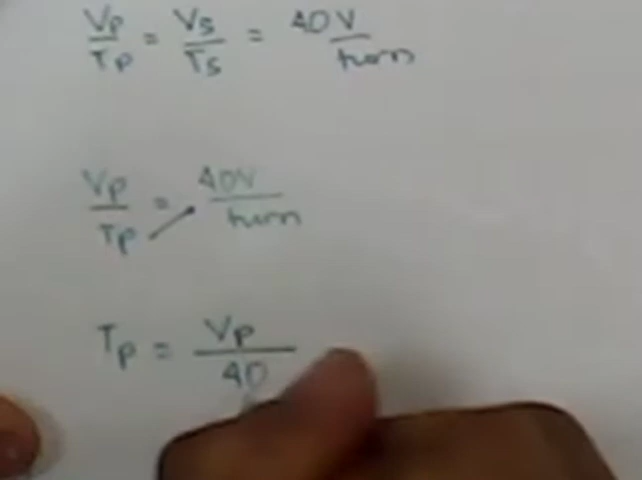 Vp/Tp = Vs/Ts = 40V/turn
Vp/Tp = 40V/turn
Tp = Vp/40